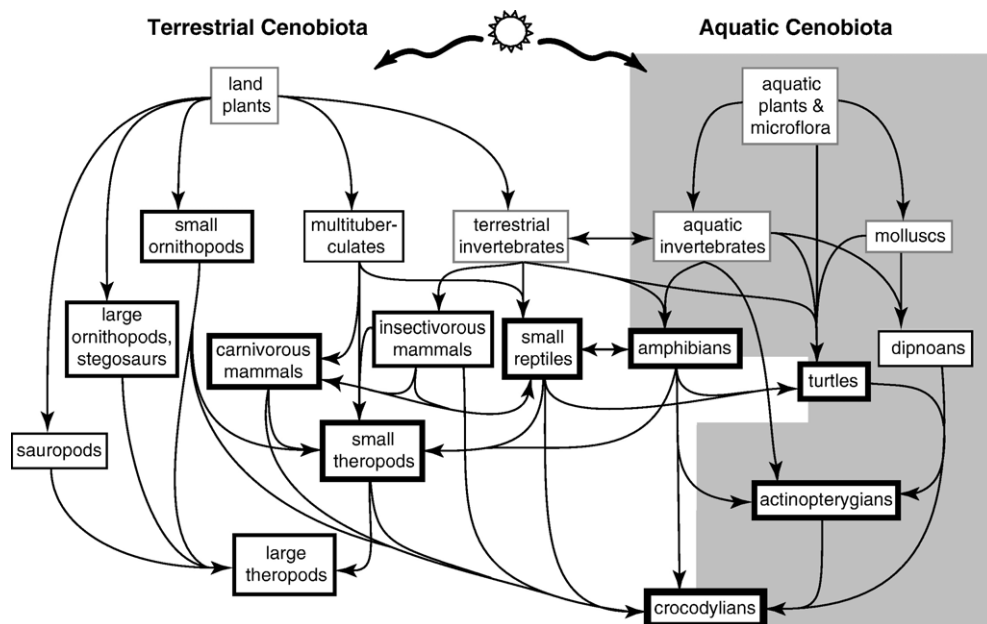 Terrestrial Cenobiota
Aquatic Cenobiota
land
plants
aquatic
plants &
microflora
small
ornithopods
multituber-
culates
terrestrial
invertebrates
aquatic
invertebrates
molluscs
large
ornithopods,
stegosaurs
carnivorous
mammals
insectivorous
mammals
small
reptiles
amphibians
dipnoans
turtles
sauropods
small
theropods
actinopterygians
large
theropods
crocodylians